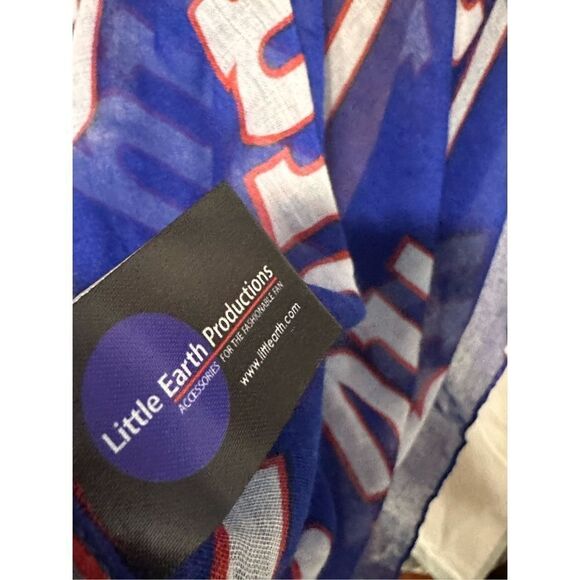 Little Earth Productions
ACCESSORIES FOR THE FASHIONABLE FAN
www.littlearth.com